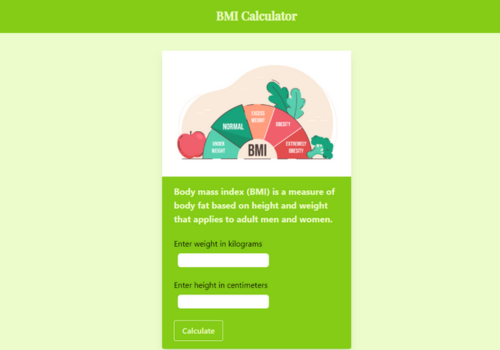 BMI Calculator
EXCESS
WEIGHT
NORMAL
OBESITY
UNDER
WEIGHT
EXTREMELY
OBESITY
BMI
Body mass index (BMI) is a measure of
body fat based on height and weight
that applies to adult men and women.
Enter weight in kilograms
Enter height in centimeters
Calculate